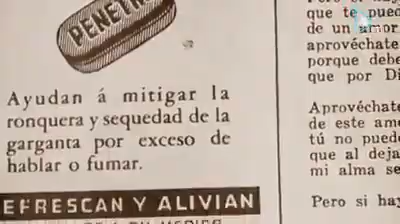 PENETRO
Ayudan á mitigar la
ronquera y sequedad de la
garganta por exceso de
hablar o fumar.
EFRESCAN Y ALIVIAN
que te pued
de un amor
aprovéchate
porque debe
que por Di
Aprovéchate
de este am
tú no puede
que al deja
mi alma se
Pero si hay